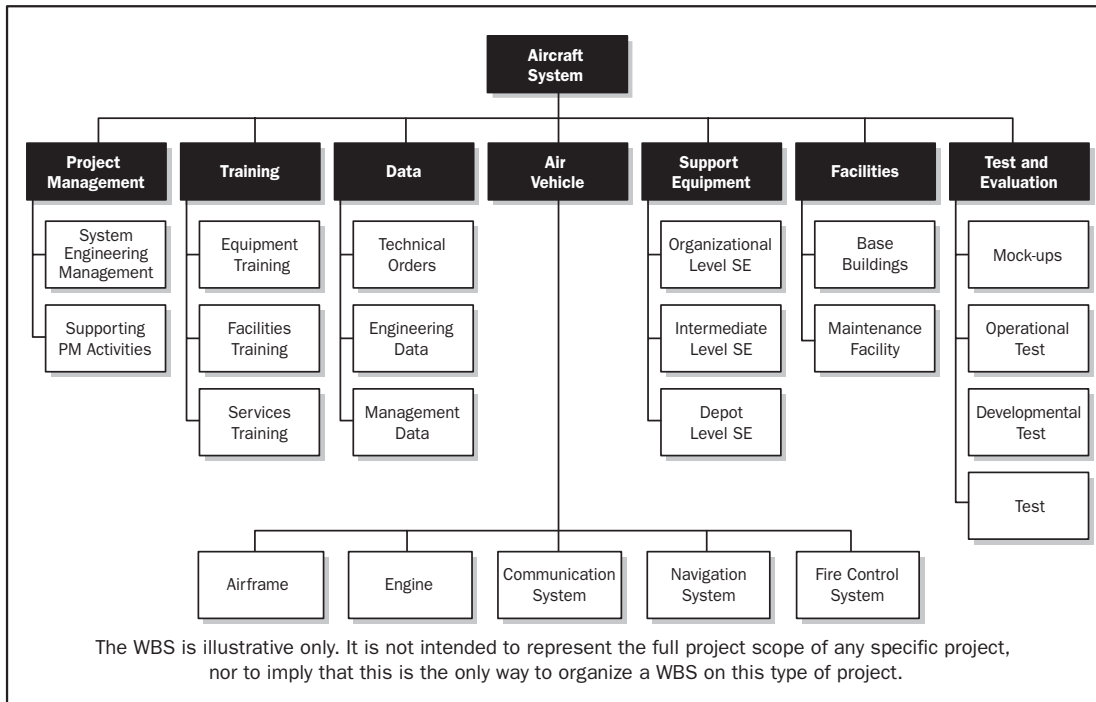 Aircraft
System
Project
Management
Training
Data
Air
Vehicle
Support
Equipment
Facilities
Test and
Evaluation
System
Engineering
Management
Supporting
PM Activities
Equipment
Training
Facilities
Training
Services
Training
Technical
Orders
Engineering
Data
Management
Data
Organizational
Level SE
Intermediate
Level SE
Depot
Level SE
Base
Buildings
Maintenance
Facility
Mock-ups
Operational
Test
Developmental
Test
Test
Airframe
Engine
Communication
System
Navigation
System
Fire Control
System
The WBS is illustrative only. It is not intended to represent the full project scope of any specific project,
nor to imply that this is the only way to organize a WBS on this type of project.